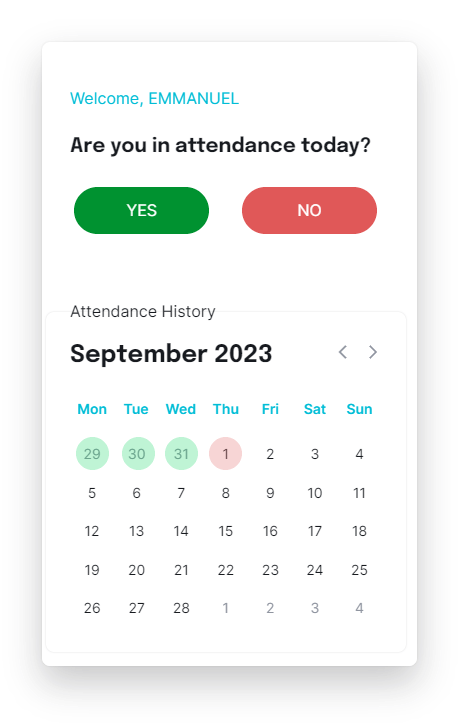 Welcome, EMMANUEL
Are you in attendance today?
YES NO
Attendance History
September 2023
Mon Tue Wed Thu Fri Sat Sun
29 30 31 1 2 3 4
5 6 7 8 9 10 11
12 13 14 15 16 17 18
19 20 21 22 23 24 25
26 27 28 1 2 3 4